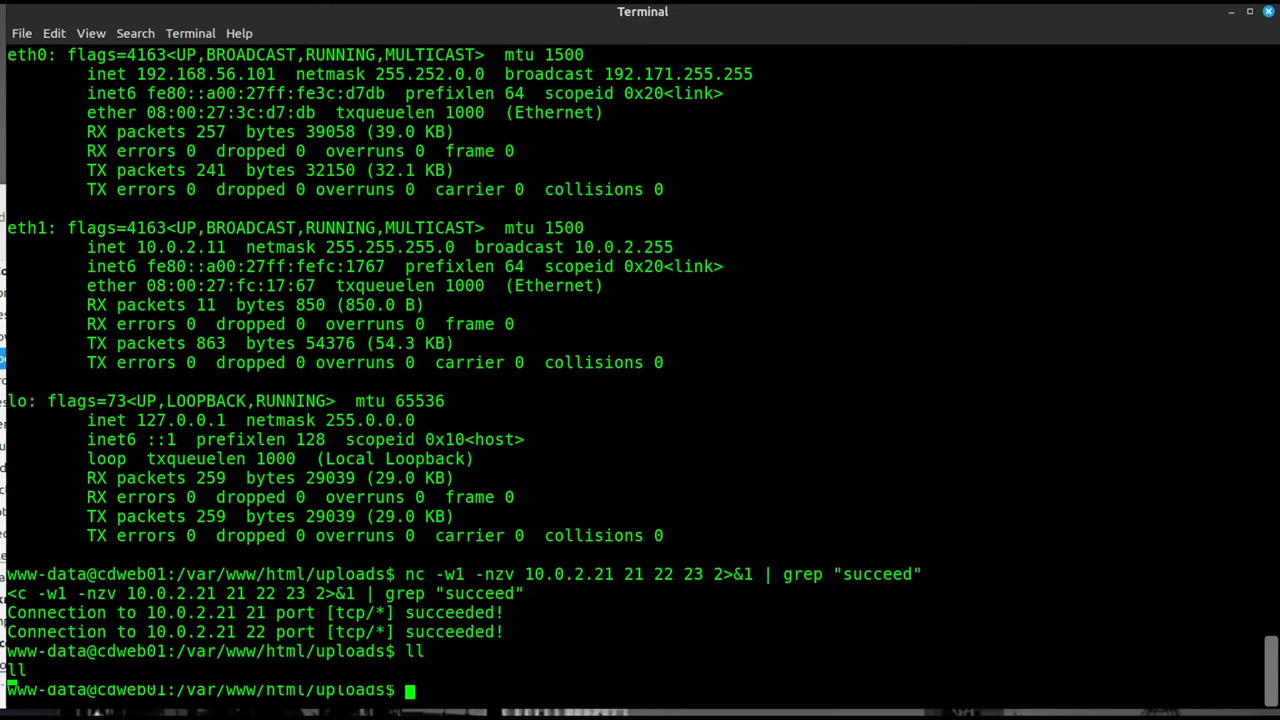 Terminal
File Edit View Search Terminal Help
eth0: flags=4163<UP,BROADCAST,RUNNING,MULTICAST>  mtu 1500
        inet 192.168.56.101  netmask 255.252.0.0  broadcast 192.171.255.255
        inet6 fe80::a00:27ff:fe3c:d7db  prefixlen 64  scopeid 0x20<link>
        ether 08:00:27:3c:d7:db  txqueuelen 1000  (Ethernet)
        RX packets 257  bytes 39058 (39.0 KB)
        RX errors 0  dropped 0  overruns 0  frame 0
        TX packets 241  bytes 32150 (32.1 KB)
        TX errors 0  dropped 0 overruns 0  carrier 0  collisions 0
eth1: flags=4163<UP,BROADCAST,RUNNING,MULTICAST>  mtu 1500
        inet 10.0.2.11  netmask 255.255.255.0  broadcast 10.0.2.255
        inet6 fe80::a00:27ff:fefc:1767  prefixlen 64  scopeid 0x20<link>
        ether 08:00:27:fc:17:67  txqueuelen 1000  (Ethernet)
        RX packets 11  bytes 850 (850.0 B)
        RX errors 0  dropped 0  overruns 0  frame 0
        TX packets 863  bytes 54376 (54.3 KB)
        TX errors 0  dropped 0 overruns 0  carrier 0  collisions 0
lo: flags=73<UP,LOOPBACK,RUNNING>  mtu 65536
        inet 127.0.0.1  netmask 255.0.0.0
        inet6 ::1  prefixlen 128  scopeid 0x10<host>
        loop  txqueuelen 1000  (Local Loopback)
        RX packets 259  bytes 29039 (29.0 KB)
        RX errors 0  dropped 0  overruns 0  frame 0
        TX packets 259  bytes 29039 (29.0 KB)
        TX errors 0  dropped 0 overruns 0  carrier 0  collisions 0
www-data@cdweb01:/var/www/html/uploads$ nc -w1 -nzv 10.0.2.21 21 22 23 2>&1 | grep "succeed"
<c -w1 -nzv 10.0.2.21 21 22 23 2>&1 | grep "succeed"
Connection to 10.0.2.21 21 port [tcp/*] succeeded!
Connection to 10.0.2.21 22 port [tcp/*] succeeded!
www-data@cdweb01:/var/www/html/uploads$ ll
ll
www-data@cdweb01:/var/www/html/uploads$